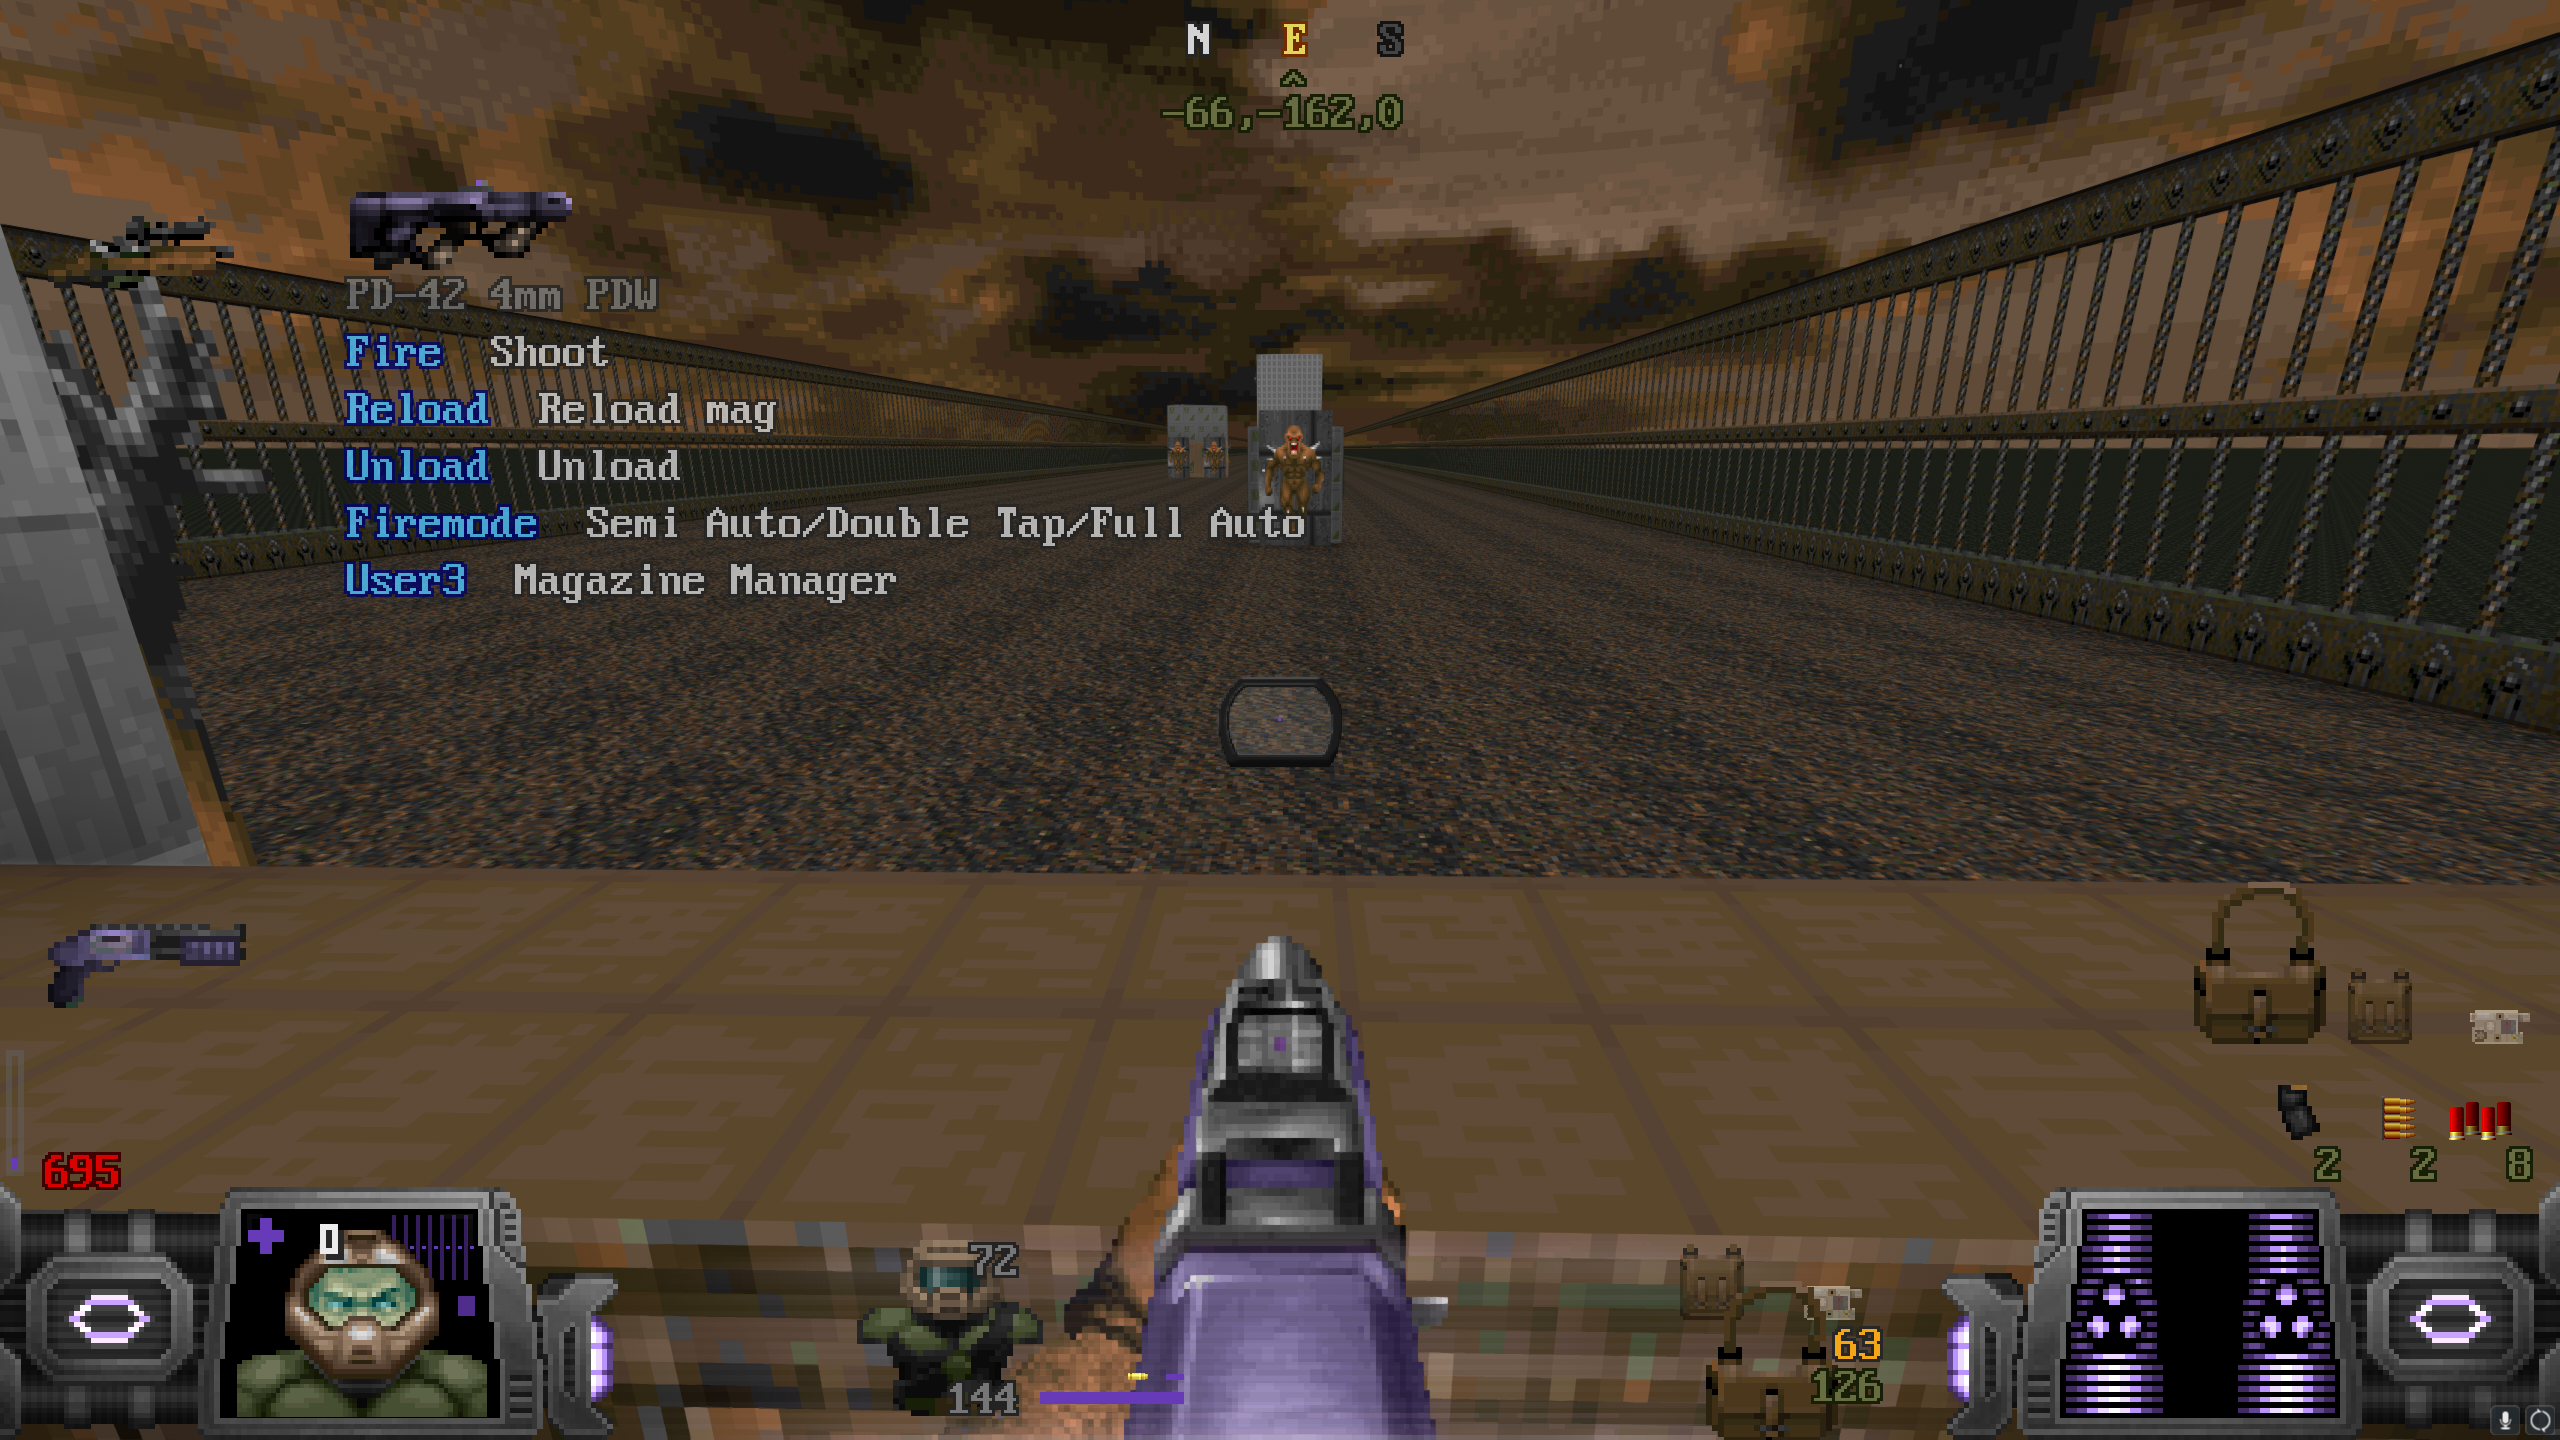 N E S
^
-66,-162,0
PD-42 4mm PDW
Fire Shoot
Reload Reload mag
Unload Unload
Firemode Semi Auto/Double Tap/Full Auto
User3 Magazine Manager
2 2 8
695
0
72
63
126
144